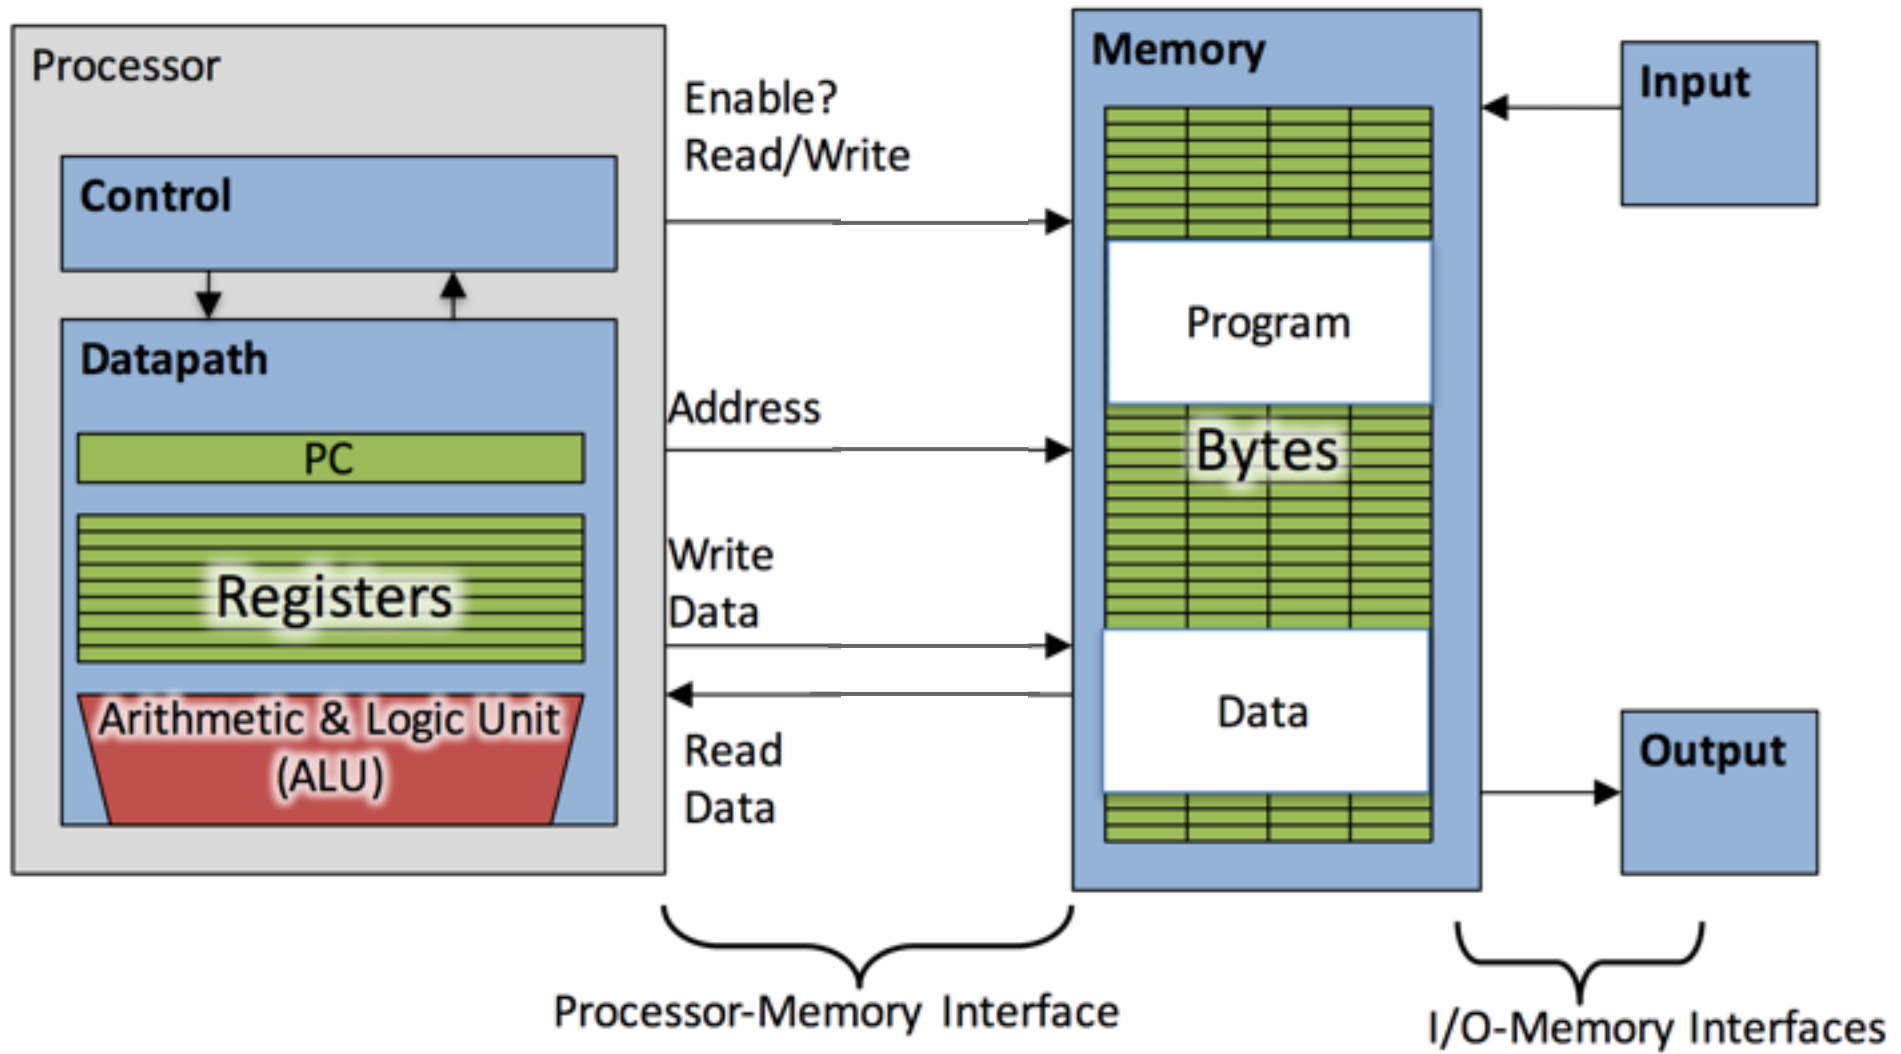 Processor
Control
Datapath
PC
Registers
Arithmetic & Logic Unit
(ALU)
Enable?
Read/Write
Address
Write
Data
Read
Data
Memory
Program
Bytes
Data
Input
Output
Processor-Memory Interface
I/O-Memory Interfaces